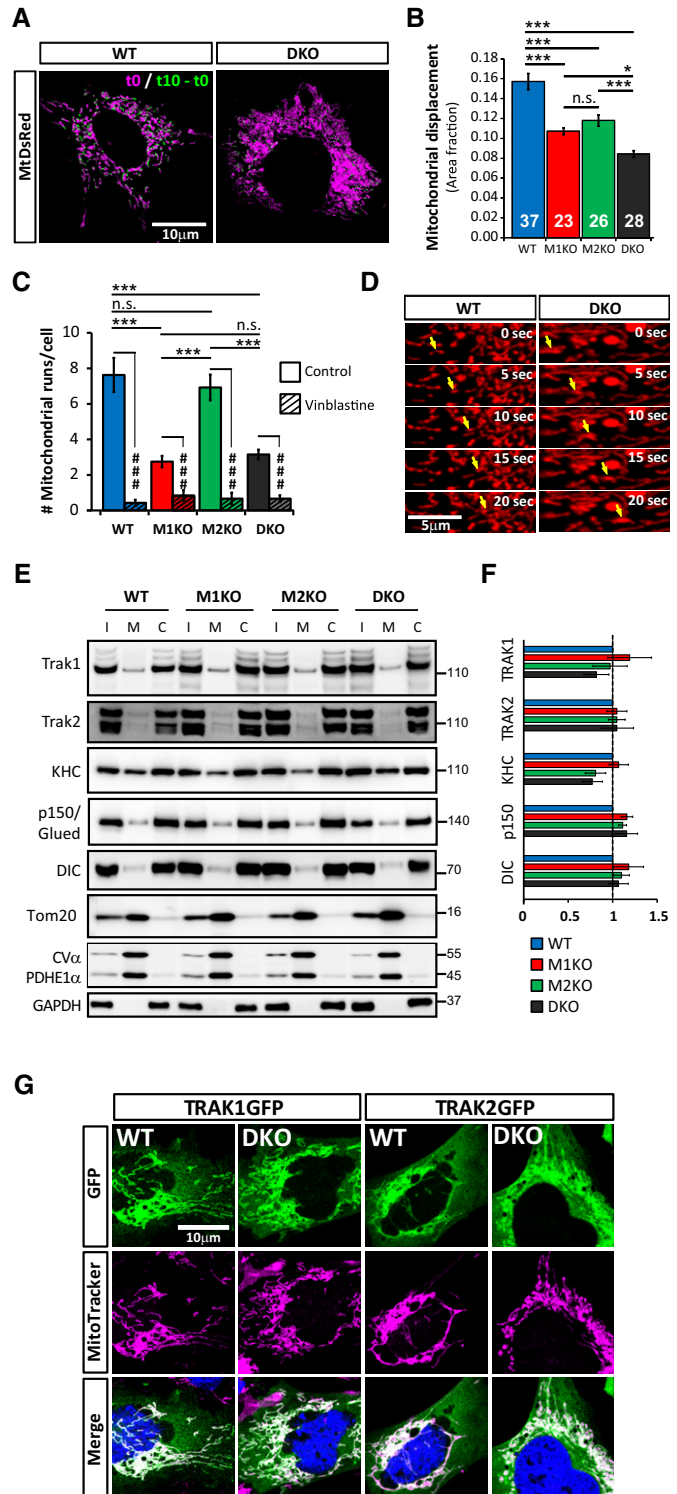 A
WT
DKO
MtDsRed
t0 / t10 - t0
10μm
B
Mitochondrial displacement
(Area fraction)
0.16
0.12
0.10
0.08
0.06
0.04
0.02
0.00
***
***
***
*
***
n.s.
37
23
26
28
WT
M1KO
M2KO
DKO
C
# Mitochondrial runs/cell
10
8
6
4
2
0
***
n.s.
***
n.s.
***
***
###
###
###
###
Control
Vinblastine
WT
M1KO
M2KO
DKO
D
WT
DKO
0 sec
0 sec
5 sec
5 sec
10 sec
10 sec
15 sec
15 sec
20 sec
20 sec
5μm
E
WT
M1KO
M2KO
DKO
I M C I M C I M C I M C
Trak1
110
Trak2
110
KHC
110
p150/
Glued
140
DIC
70
Tom20
16
CVα
55
PDHE1α
45
GAPDH
37
F
TRAK1
TRAK2
KHC
p150
DIC
0 0.5 1 1.5
WT
M1KO
M2KO
DKO
G
TRAK1GFP
TRAK2GFP
WT
DKO
WT
DKO
GFP
10μm
MitoTracker
Merge